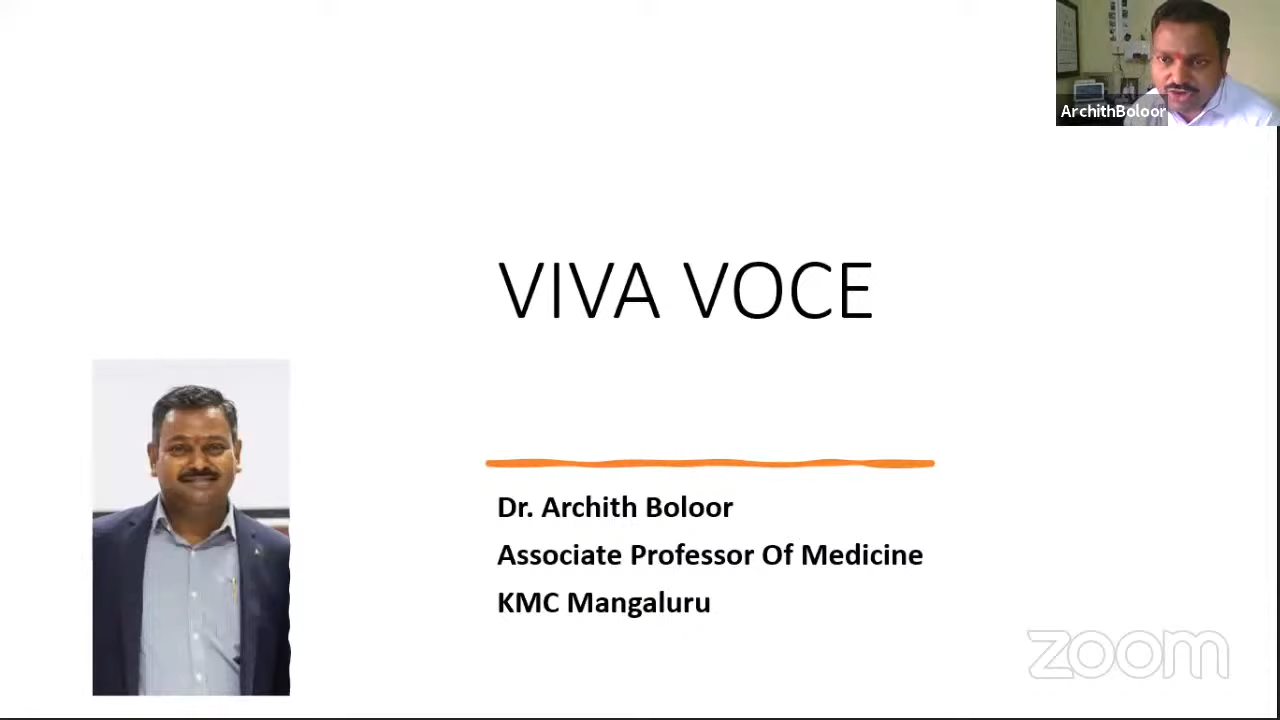 ArchithBoloor
VIVA VOCE
Dr. Archith Boloor
Associate Professor Of Medicine
KMC Mangaluru
zoom